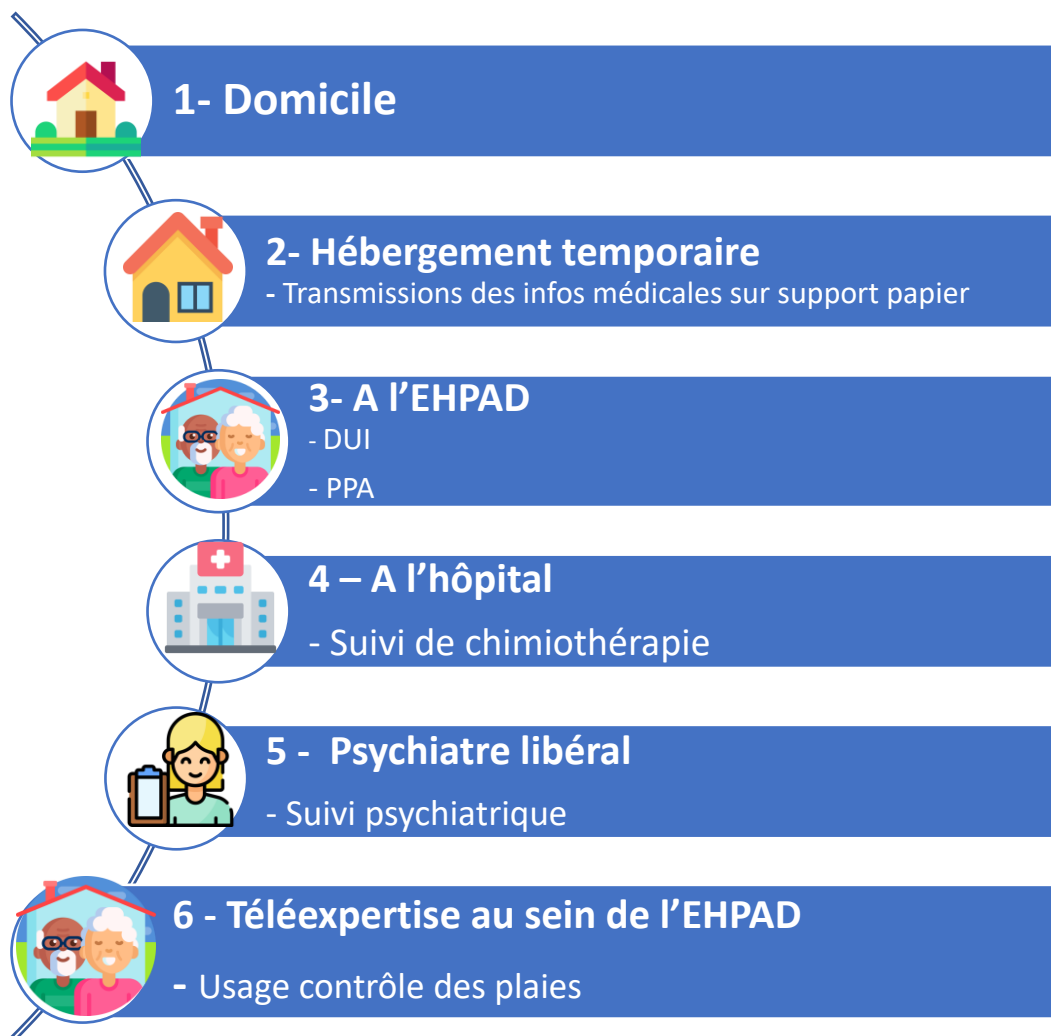 1- Domicile
2- Hébergement temporaire
- Transmissions des infos médicales sur support papier
3- A l’EHPAD
- DUI
- PPA
4 – A l’hôpital
- Suivi de chimiothérapie
5 - Psychiatre libéral
- Suivi psychiatrique
6 - Téléexpertise au sein de l’EHPAD
- Usage contrôle des plaies